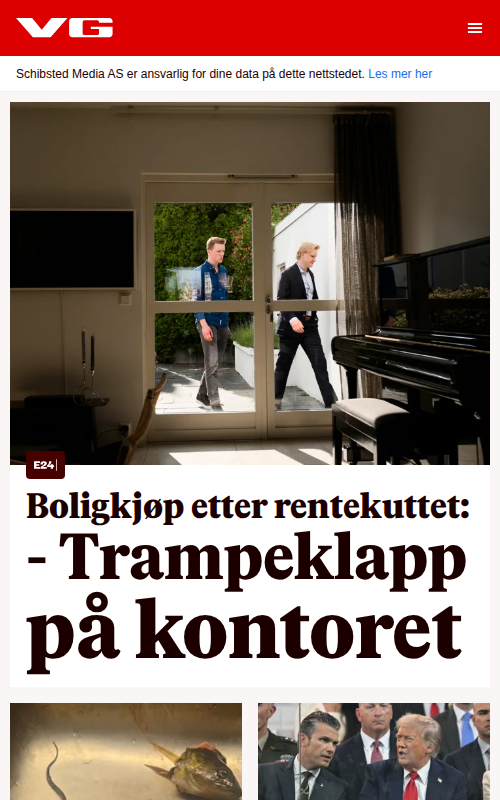 VG
Schibsted Media AS er ansvarlig for dine data på dette nettstedet. Les mer her
E24
Boligkjøp etter rentekuttet:
- Trampeklapp
på kontoret